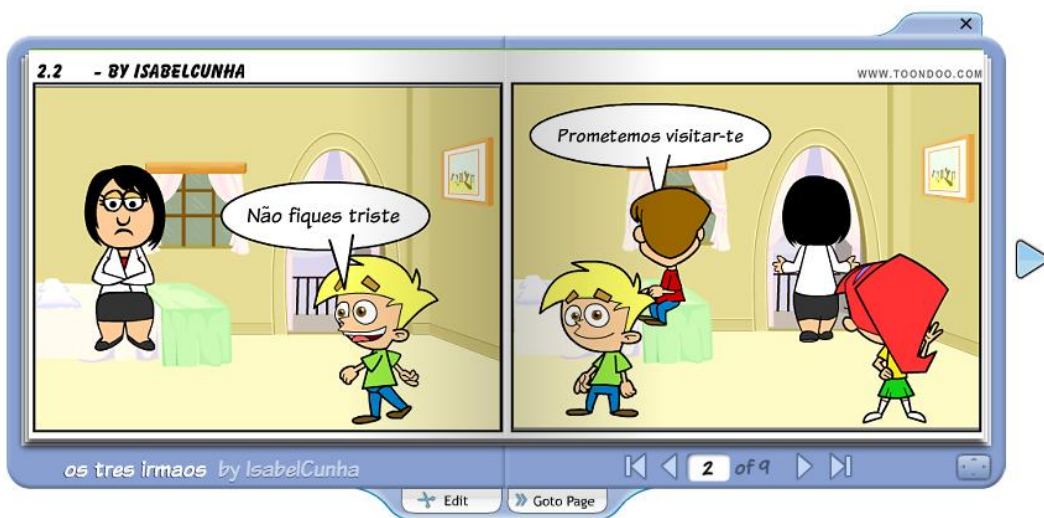 2.2 - BY ISABELCUNHA
WWW.TOONDOO.COM
Não fiques triste
Prometemos visitar-te
os tres irmaos by IsabelCunha
2 of 9
Edit
Goto Page